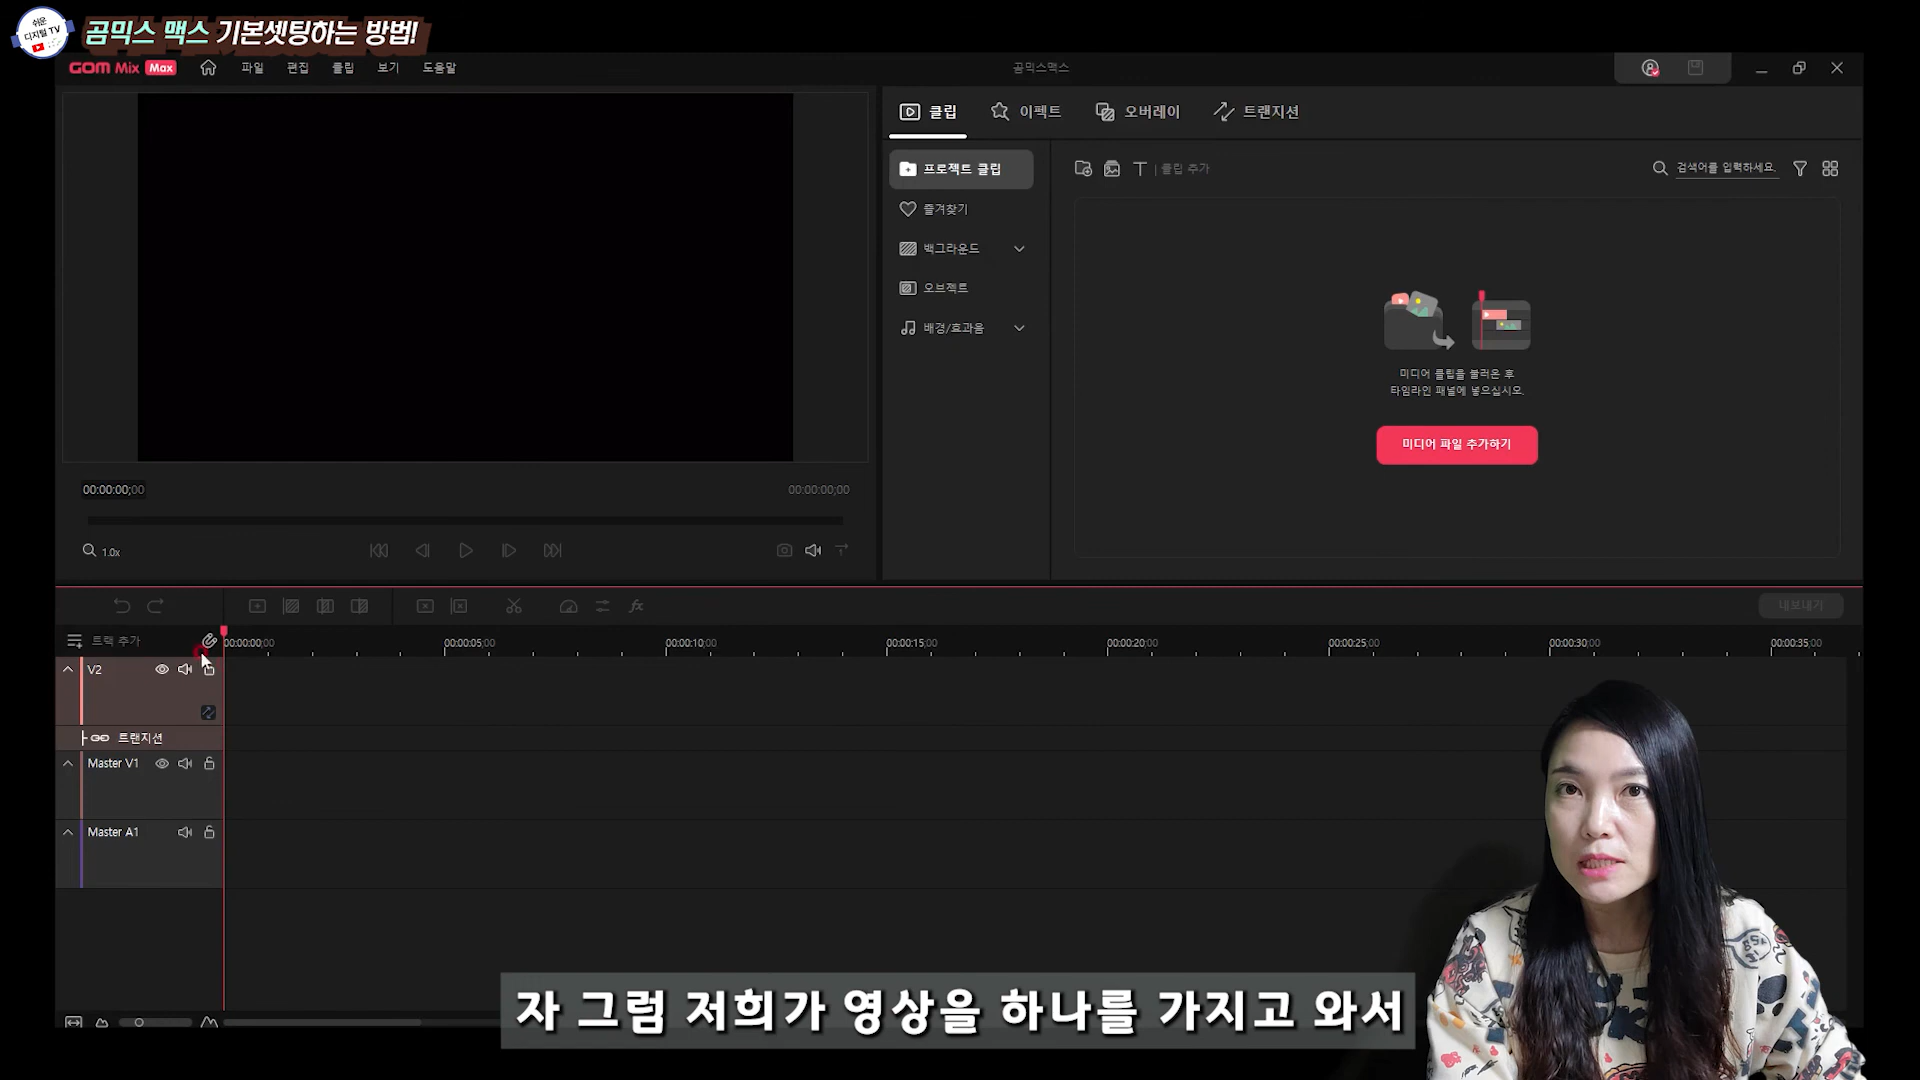 쉬운
디지털 TV
곰믹스 맥스 기본셋팅하는 방법!
GOM Mix Max
파일
편집
클립
보기
도움말
곰믹스맥스
클립
이펙트
오버레이
트랜지션
프로젝트 클립
즐겨찾기
백그라운드
오브젝트
배경/효과음
T | 클립 추가
검색어를 입력하세요.
미디어 클립을 불러온 후
타임라인 패널에 넣으십시오.
미디어 파일 추가하기
00:00:00;00
00:00:00;00
1.0x
fx
내보내기
트랙 추가
00:00:00;00
00:00:05;00
00:00:10;00
00:00:15;00
00:00:20;00
00:00:25;00
00:00:30;00
00:00:35;00
V2
트랜지션
Master V1
Master A1
자 그럼 저희가 영상을 하나를 가지고 와서